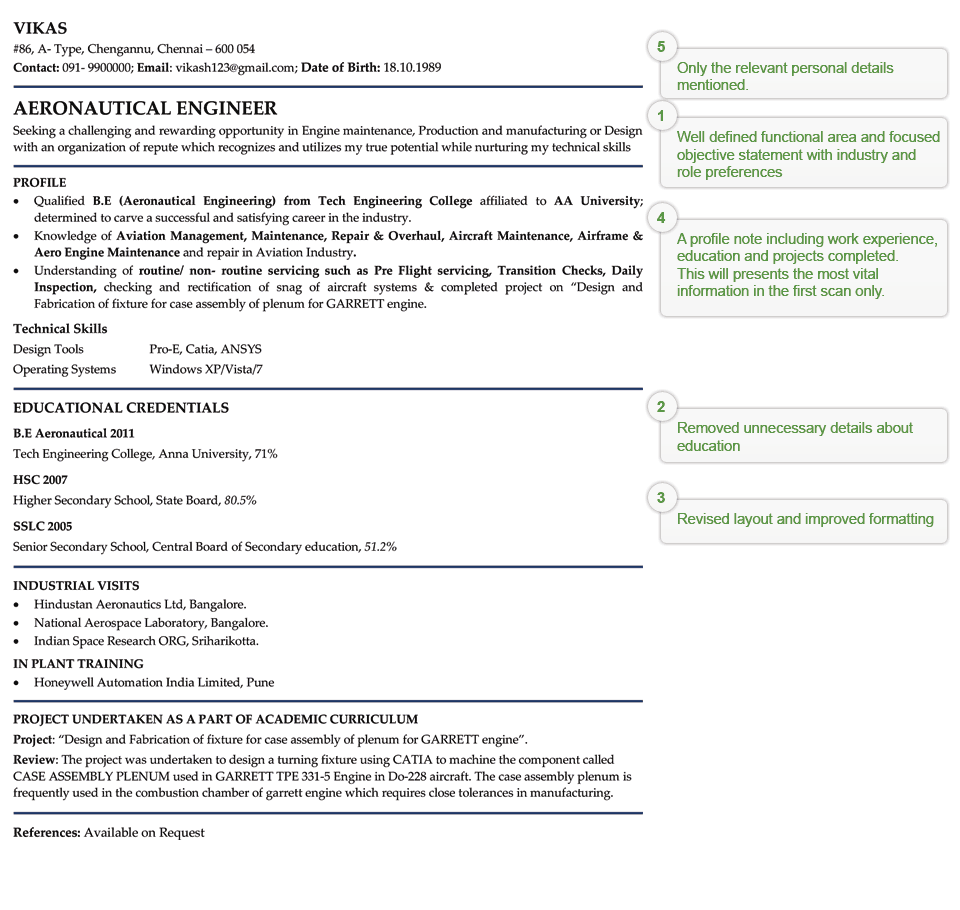 VIKAS
#86, A- Type, Chengannu, Chennai – 600 054
Contact: 091- 9900000; Email: vikash123@gmail.com; Date of Birth: 18.10.1989
AERONAUTICAL ENGINEER
Seeking a challenging and rewarding opportunity in Engine maintenance, Production and manufacturing or Design
with an organization of repute which recognizes and utilizes my true potential while nurturing my technical skills
PROFILE
• Qualified B.E (Aeronautical Engineering) from Tech Engineering College affiliated to AA University;
determined to carve a successful and satisfying career in the industry.
• Knowledge of Aviation Management, Maintenance, Repair & Overhaul, Aircraft Maintenance, Airframe &
Aero Engine Maintenance and repair in Aviation Industry.
• Understanding of routine/ non- routine servicing such as Pre Flight servicing, Transition Checks, Daily
Inspection, checking and rectification of snag of aircraft systems & completed project on “Design and
Fabrication of fixture for case assembly of plenum for GARRETT engine.
Technical Skills
Design Tools Pro-E, Catia, ANSYS
Operating Systems Windows XP/Vista/7
EDUCATIONAL CREDENTIALS
B.E Aeronautical 2011
Tech Engineering College, Anna University, 71%
HSC 2007
Higher Secondary School, State Board, 80.5%
SSLC 2005
Senior Secondary School, Central Board of Secondary education, 51.2%
INDUSTRIAL VISITS
• Hindustan Aeronautics Ltd, Bangalore.
• National Aerospace Laboratory, Bangalore.
• Indian Space Research ORG, Sriharikotta.
IN PLANT TRAINING
• Honeywell Automation India Limited, Pune
PROJECT UNDERTAKEN AS A PART OF ACADEMIC CURRICULUM
Project: “Design and Fabrication of fixture for case assembly of plenum for GARRETT engine”.
Review: The project was undertaken to design a turning fixture using CATIA to machine the component called
CASE ASSEMBLY PLENUM used in GARRETT TPE 331-5 Engine in Do-228 aircraft. The case assembly plenum is
frequently used in the combustion chamber of garrett engine which requires close tolerances in manufacturing.
References: Available on Request
5
Only the relevant personal details
mentioned.
1
Well defined functional area and focused
objective statement with industry and
role preferences
4
A profile note including work experience,
education and projects completed.
This will presents the most vital
information in the first scan only.
2
Removed unnecessary details about
education
3
Revised layout and improved formatting